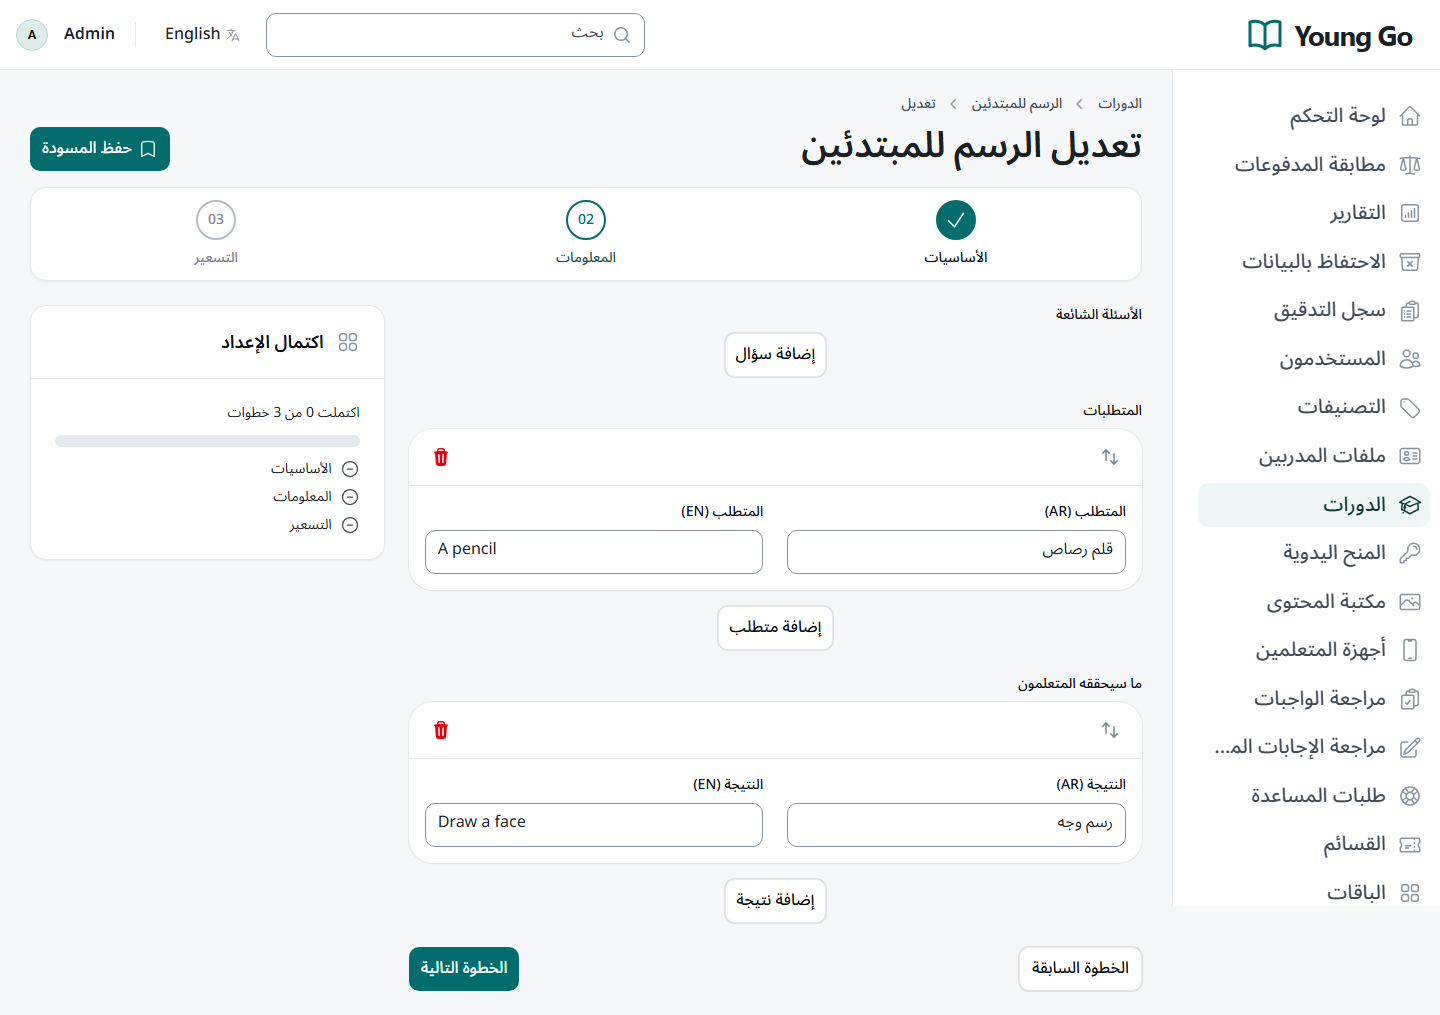 Young Go
بحث
English
Admin
A
لوحة التحكم
مطابقة المدفوعات
التقارير
الاحتفاظ بالبيانات
سجل التدقيق
المستخدمون
التصنيفات
ملفات المدربين
الدورات
المنح اليدوية
مكتبة المحتوى
أجهزة المتعلمين
مراجعة الواجبات
مراجعة الإجابات الم...
طلبات المساعدة
القسائم
الباقات
الدورات
الرسم للمبتدئين
تعديل
تعديل الرسم للمبتدئين
حفظ المسودة
الأساسيات
02
المعلومات
03
التسعير
الأسئلة الشائعة
إضافة سؤال
المتطلبات
المتطلب (AR)
المتطلب (EN)
قلم رصاص
A pencil
إضافة متطلب
ما سيحققه المتعلمون
النتيجة (AR)
النتيجة (EN)
رسم وجه
Draw a face
إضافة نتيجة
الخطوة السابقة
الخطوة التالية
اكتمال الإعداد
اكتملت 0 من 3 خطوات
الأساسيات
المعلومات
التسعير